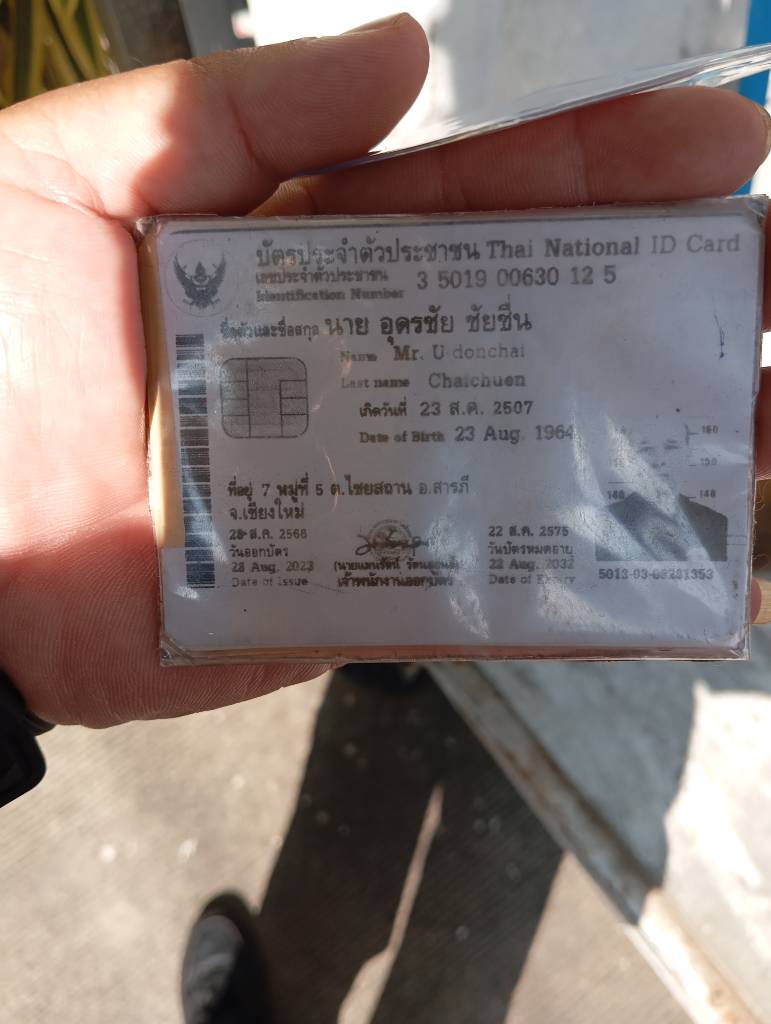 บัตรประจำตัวประชาชน Thai National ID Card
เลขประจำตัวประชาชน 3 5019 00630 12 5
Identification Number
ชื่อตัวและชื่อสกุล นาย อุดรชัย ชัยชื่น
Name Mr. Udonchai
Last name Chaichuen
เกิดวันที่ 23 ส.ค. 2507
Date of Birth 23 Aug. 1964
ที่อยู่ 7 หมู่ที่ 5 ต.ไชยสถาน อ.สารภี
จ.เชียงใหม่
28 ส.ค. 2566
วันออกบัตร
28 Aug. 2023
Date of Issue
เจ้าพนักงานออกบัตร
22 ส.ค. 2575
วันบัตรหมดอายุ
22 Aug. 2032
Date of Expiry
160
150
140 140